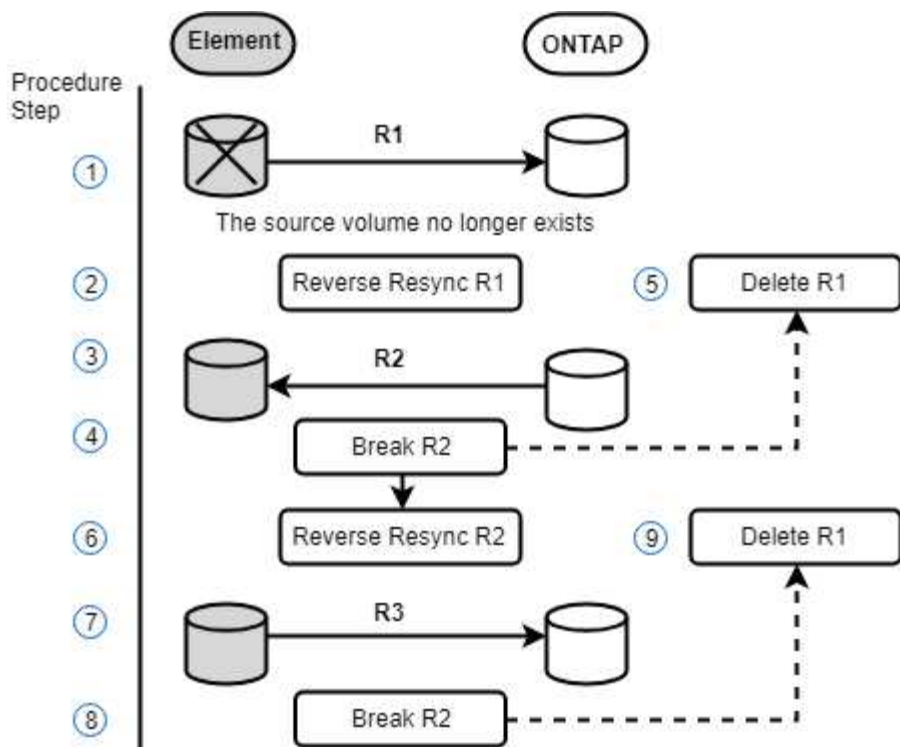 Element
ONTAP
Procedure
Step
R1
1
The source volume no longer exists
2
Reverse Resync R1
5
Delete R1
3
R2
4
Break R2
6
Reverse Resync R2
9
Delete R1
7
R3
8
Break R2